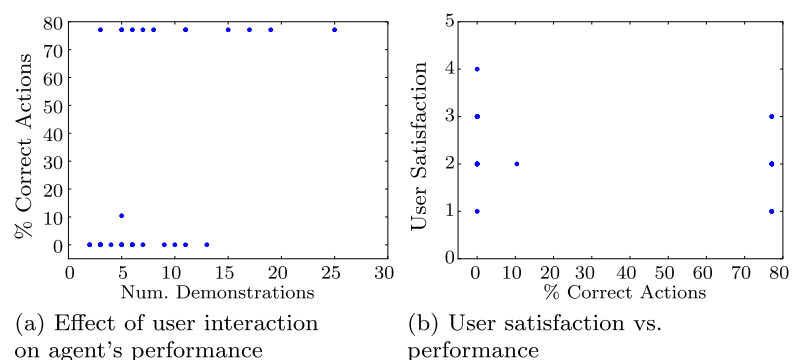 80
70
60
50
40
30
20
10
0
% Correct Actions
0 5 10 15 20 25 30
Num. Demonstrations
(a) Effect of user interaction
on agent's performance
5
4
3
2
1
0
User Satisfaction
0 10 20 30 40 50 60 70 80
% Correct Actions
(b) User satisfaction vs.
performance